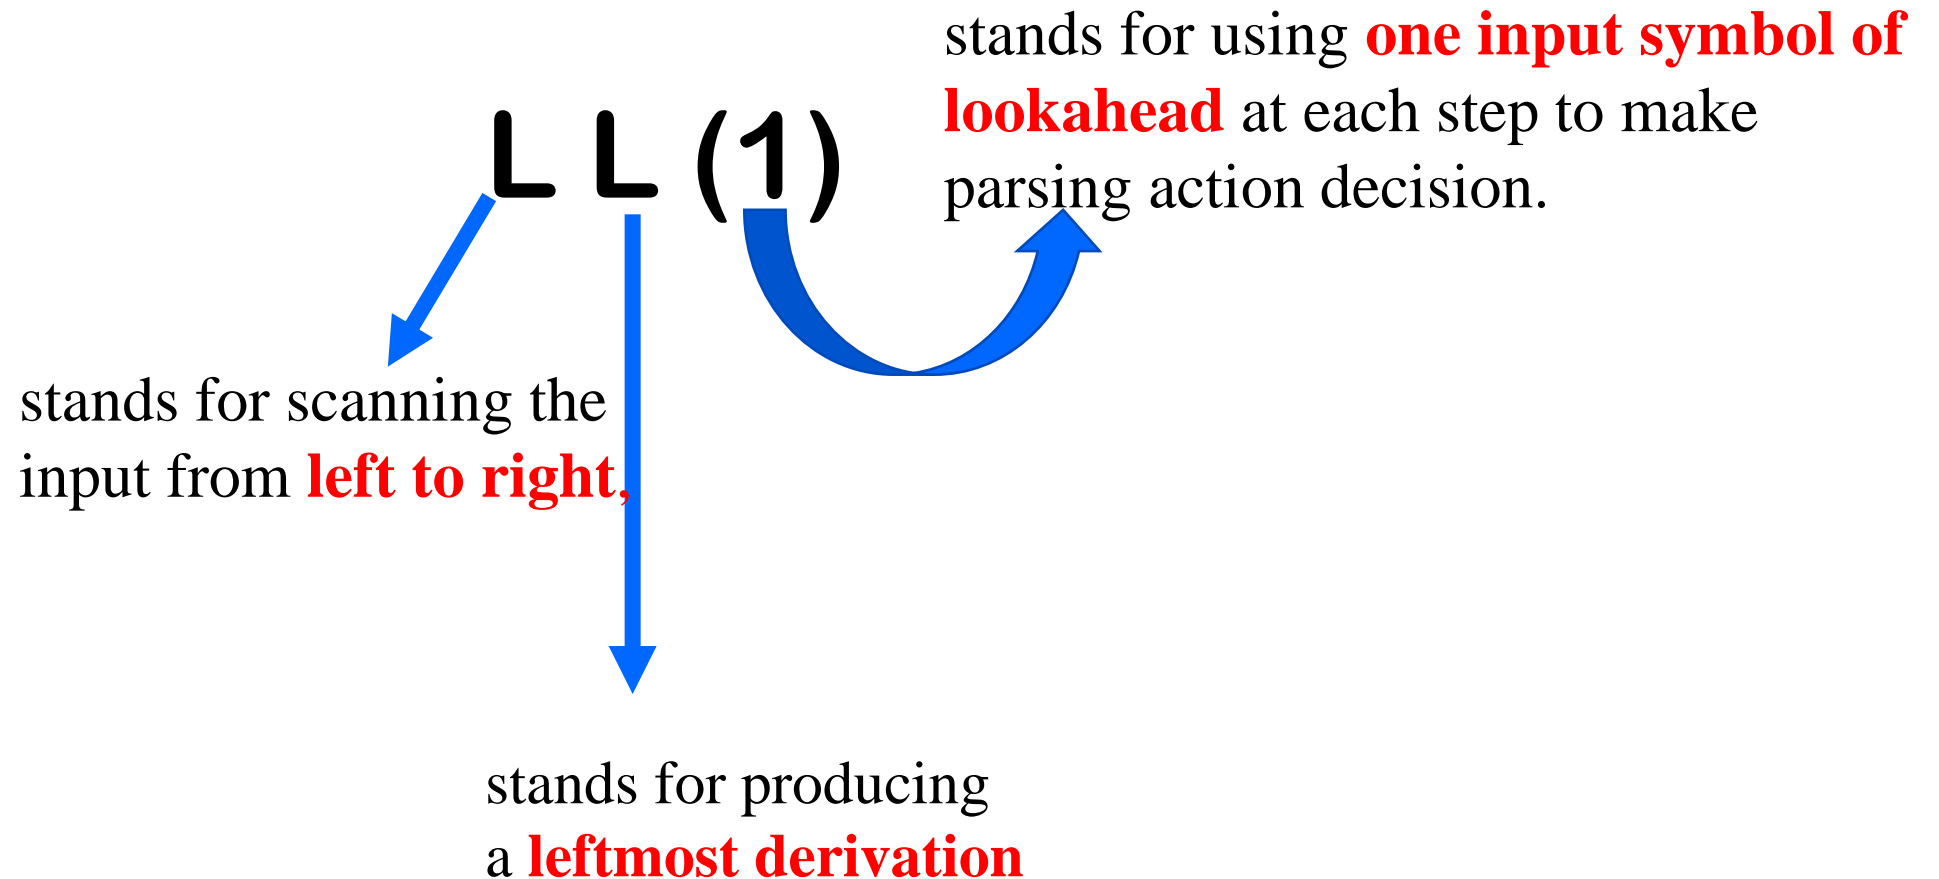 stands for using one input symbol of
lookahead at each step to make
parsing action decision.
L L (1)
stands for scanning the
input from left to right,
stands for producing
a leftmost derivation